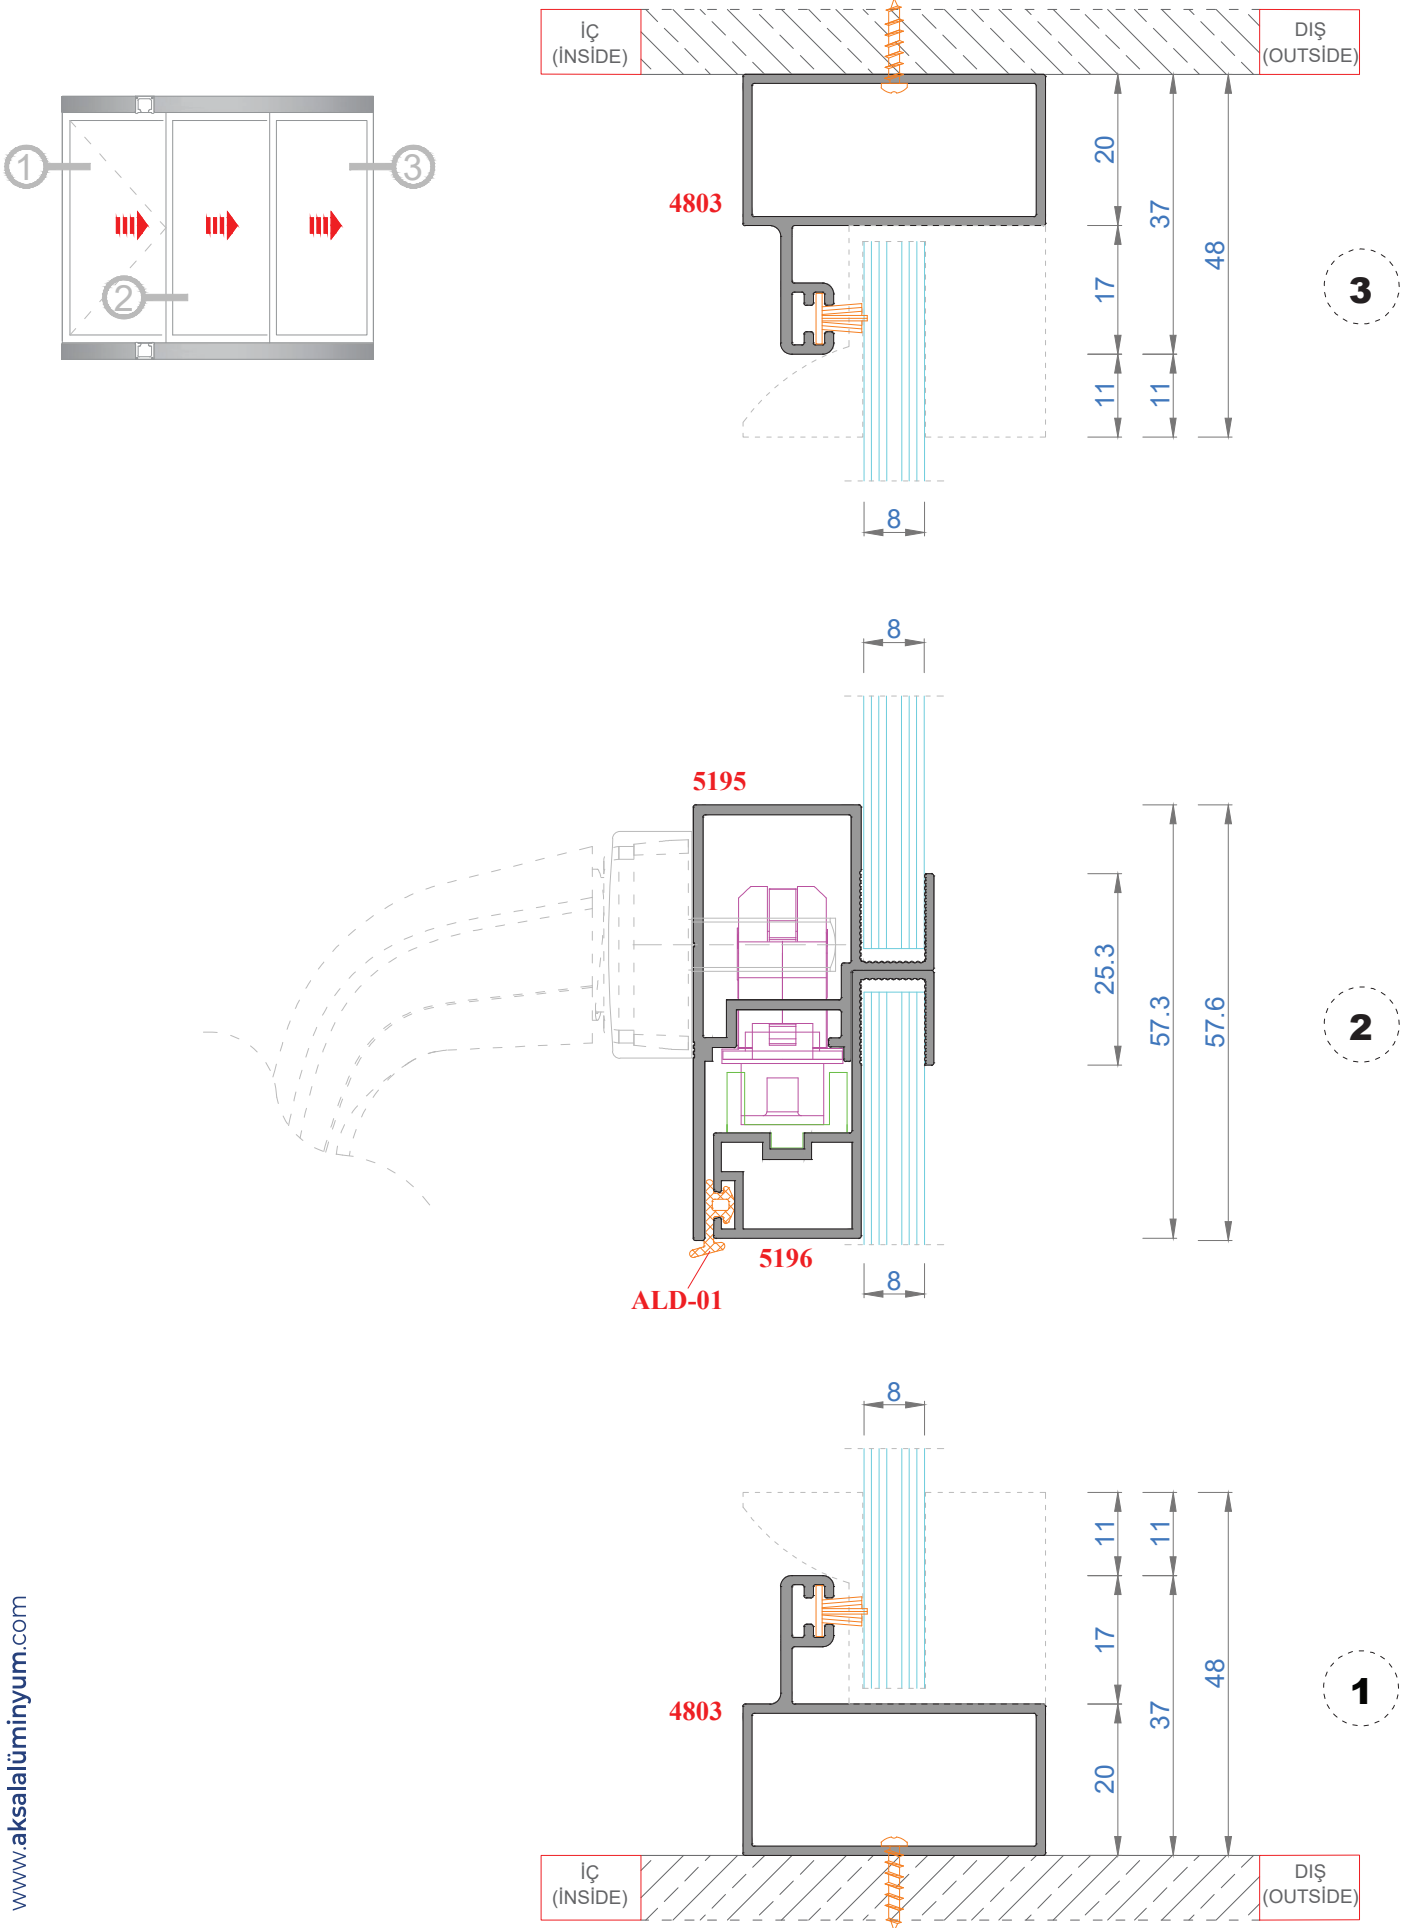 İÇ
(İNSİDE)
DIŞ
(OUTSİDE)
1
2
3
4803
20
17
11
37
11
48
8
3
8
5195
25.3
57.3
57.6
2
5196
ALD-01
8
8
11
17
20
11
37
48
4803
1
İÇ
(İNSİDE)
DIŞ
(OUTSİDE)
www.aksalalüminyum.com